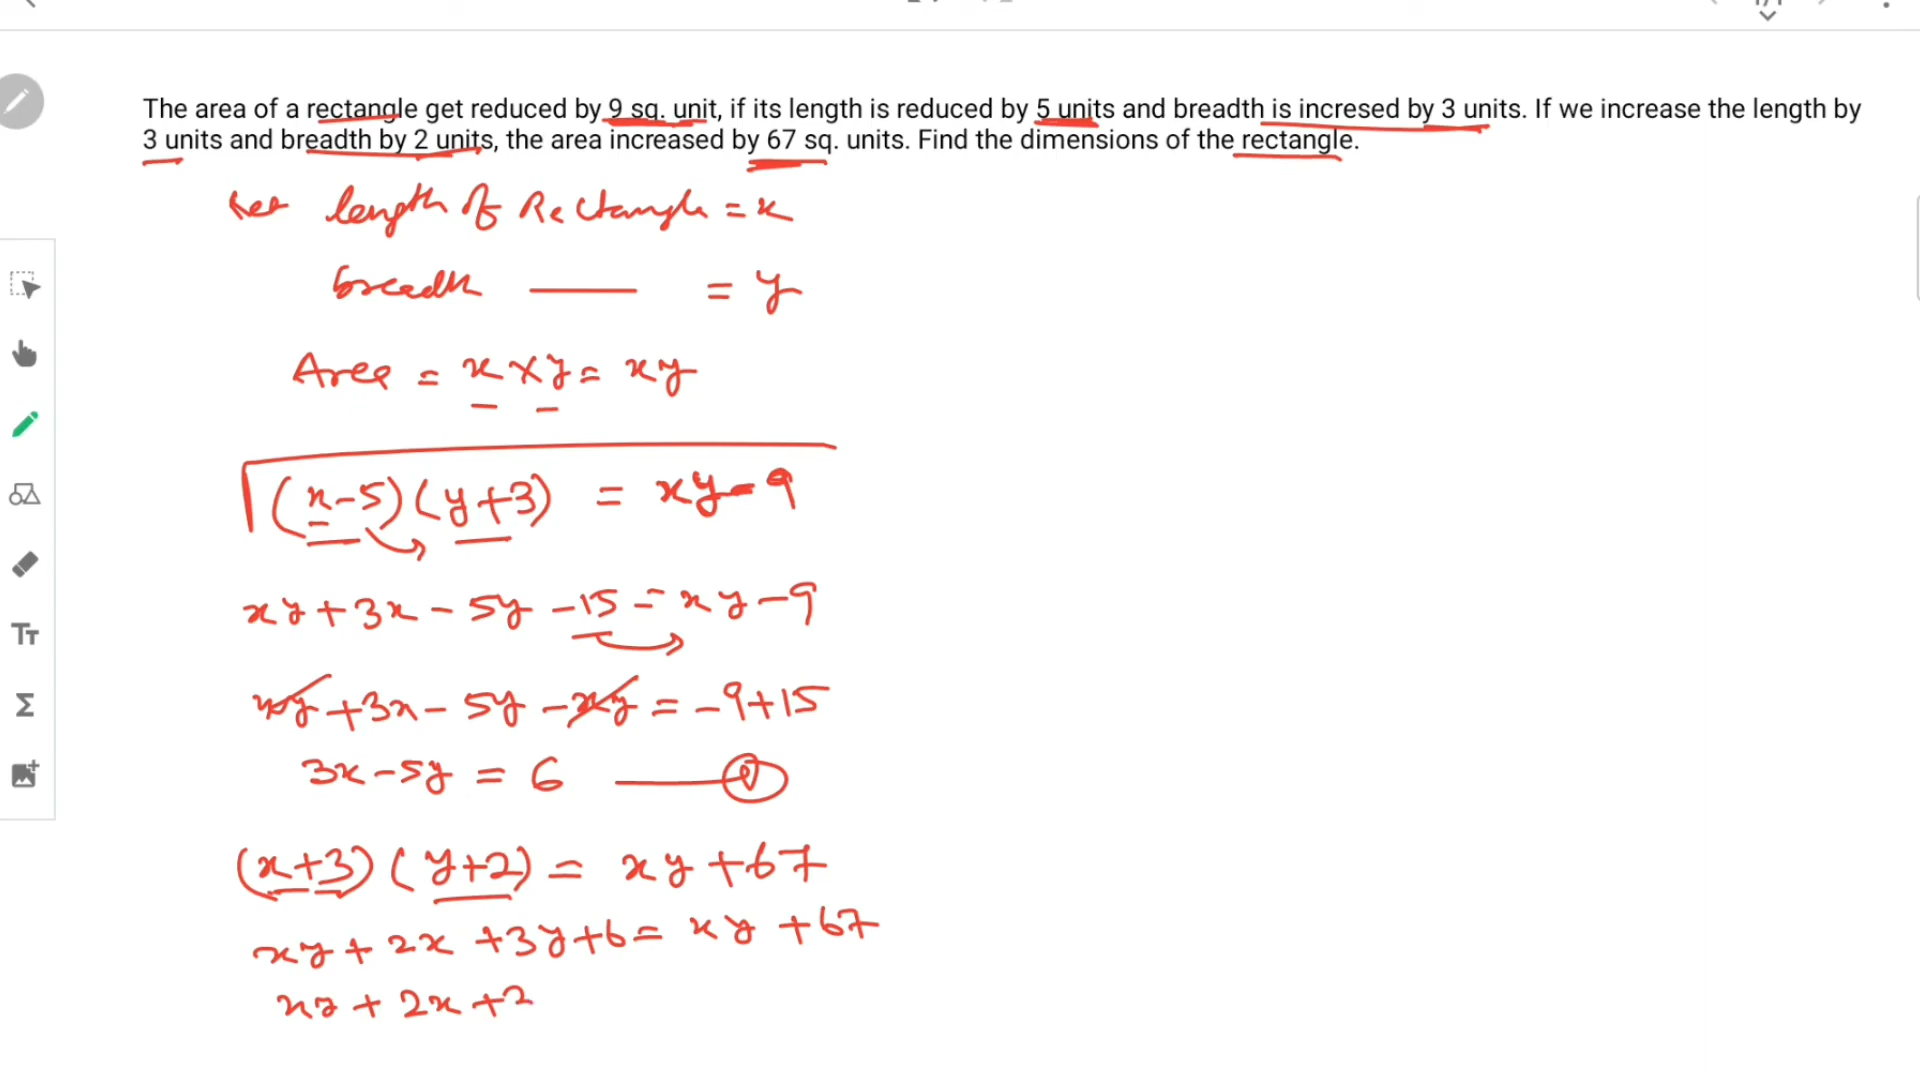 The area of a rectangle get reduced by 9 sq. unit, if its length is reduced by 5 units and breadth is incresed by 3 units. If we increase the length by
3 units and breadth by 2 units, the area increased by 67 sq. units. Find the dimensions of the rectangle.
Let length of Rectangle = x
breadth —— = y
Area = x × y = xy
(x-5)(y+3) = xy-9
xy+3x-5y-15=xy-9
xy+3x-5y-xy=-9+15
3x-5y = 6
(x+3)(y+2) = xy+67
xy+2x+3y+6=xy+67
xy+2x+
Tт
Σ